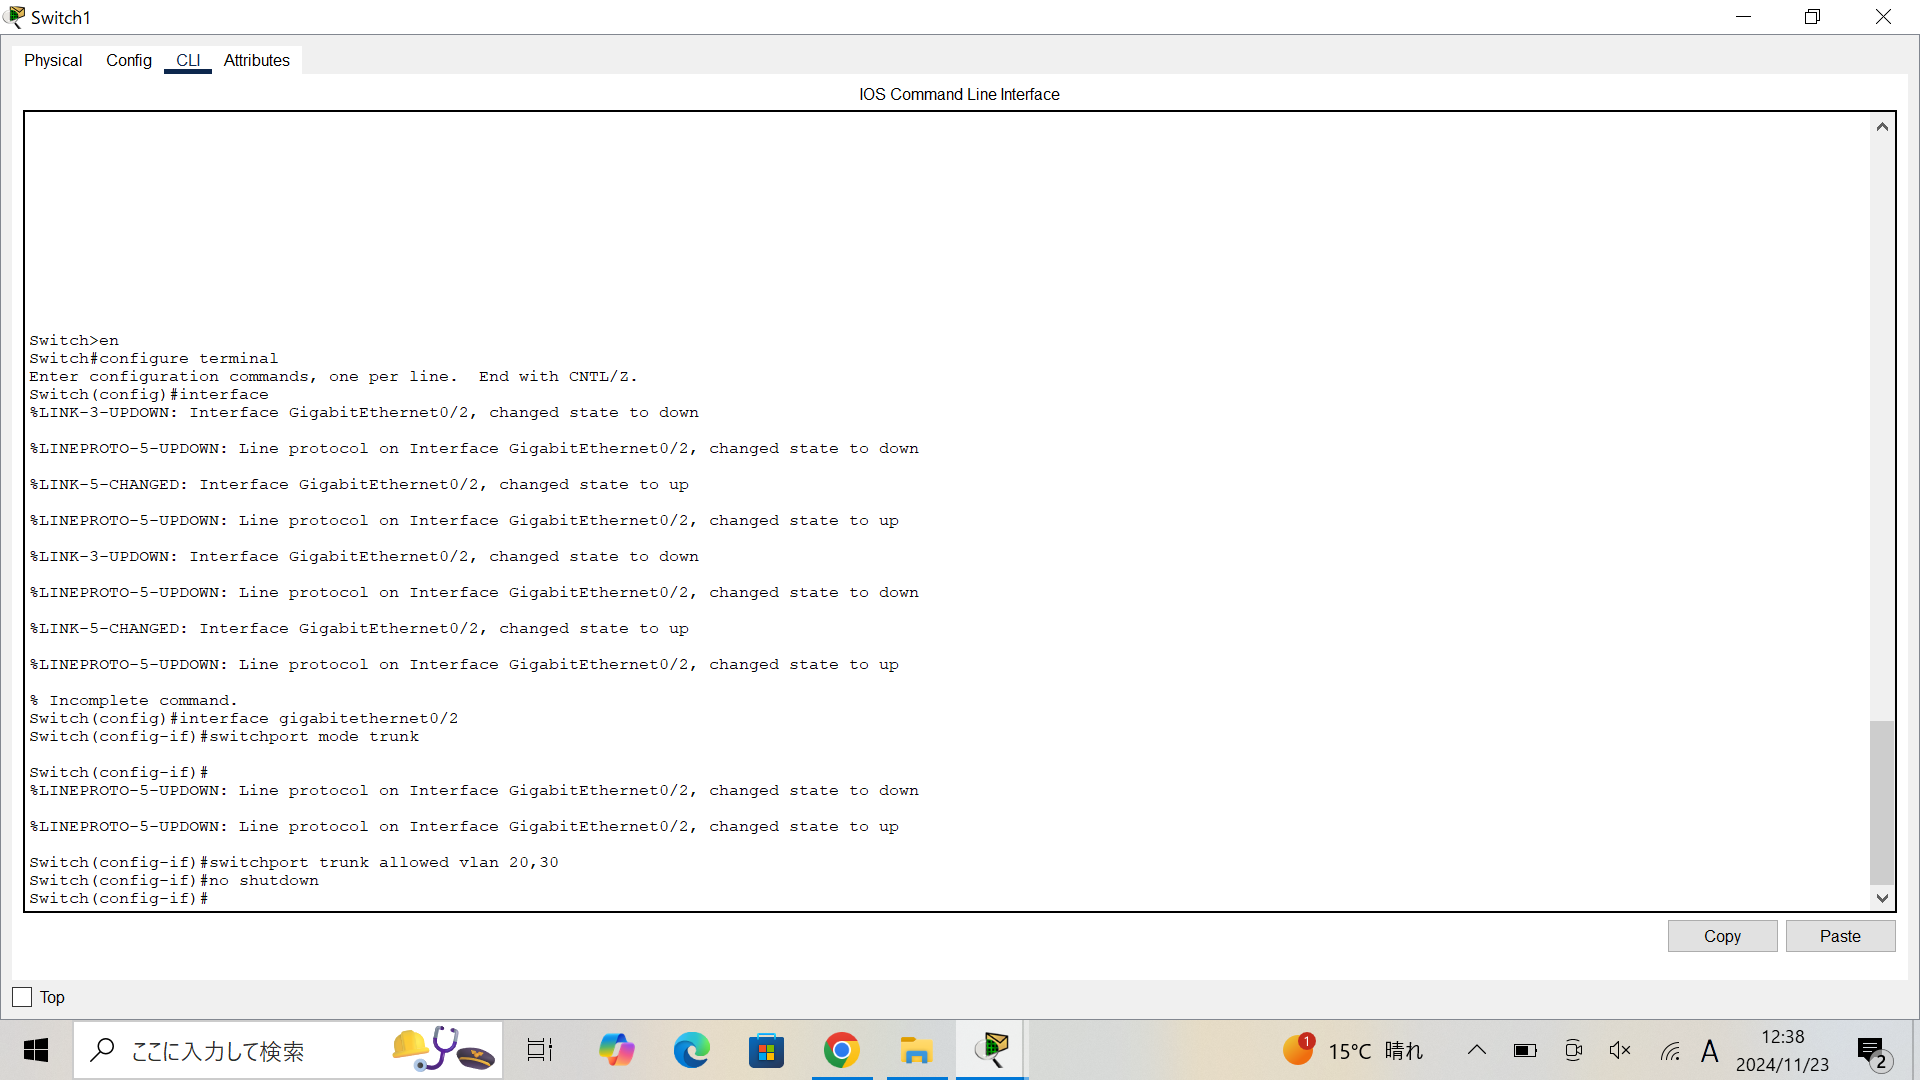 Switch1
Physical Config CLI Attributes
IOS Command Line Interface
Switch>en
Switch#configure terminal
Enter configuration commands, one per line.  End with CNTL/Z.
Switch(config)#interface
%LINK-3-UPDOWN: Interface GigabitEthernet0/2, changed state to down
%LINEPROTO-5-UPDOWN: Line protocol on Interface GigabitEthernet0/2, changed state to down
%LINK-5-CHANGED: Interface GigabitEthernet0/2, changed state to up
%LINEPROTO-5-UPDOWN: Line protocol on Interface GigabitEthernet0/2, changed state to up
%LINK-3-UPDOWN: Interface GigabitEthernet0/2, changed state to down
%LINEPROTO-5-UPDOWN: Line protocol on Interface GigabitEthernet0/2, changed state to down
%LINK-5-CHANGED: Interface GigabitEthernet0/2, changed state to up
%LINEPROTO-5-UPDOWN: Line protocol on Interface GigabitEthernet0/2, changed state to up
% Incomplete command.
Switch(config)#interface gigabitethernet0/2
Switch(config-if)#switchport mode trunk
Switch(config-if)#
%LINEPROTO-5-UPDOWN: Line protocol on Interface GigabitEthernet0/2, changed state to down
%LINEPROTO-5-UPDOWN: Line protocol on Interface GigabitEthernet0/2, changed state to up
Switch(config-if)#switchport trunk allowed vlan 20,30
Switch(config-if)#no shutdown
Switch(config-if)#
Copy Paste
Top
ここに入力して検索
1
15°C 晴れ
A
12:38
2024/11/23
2